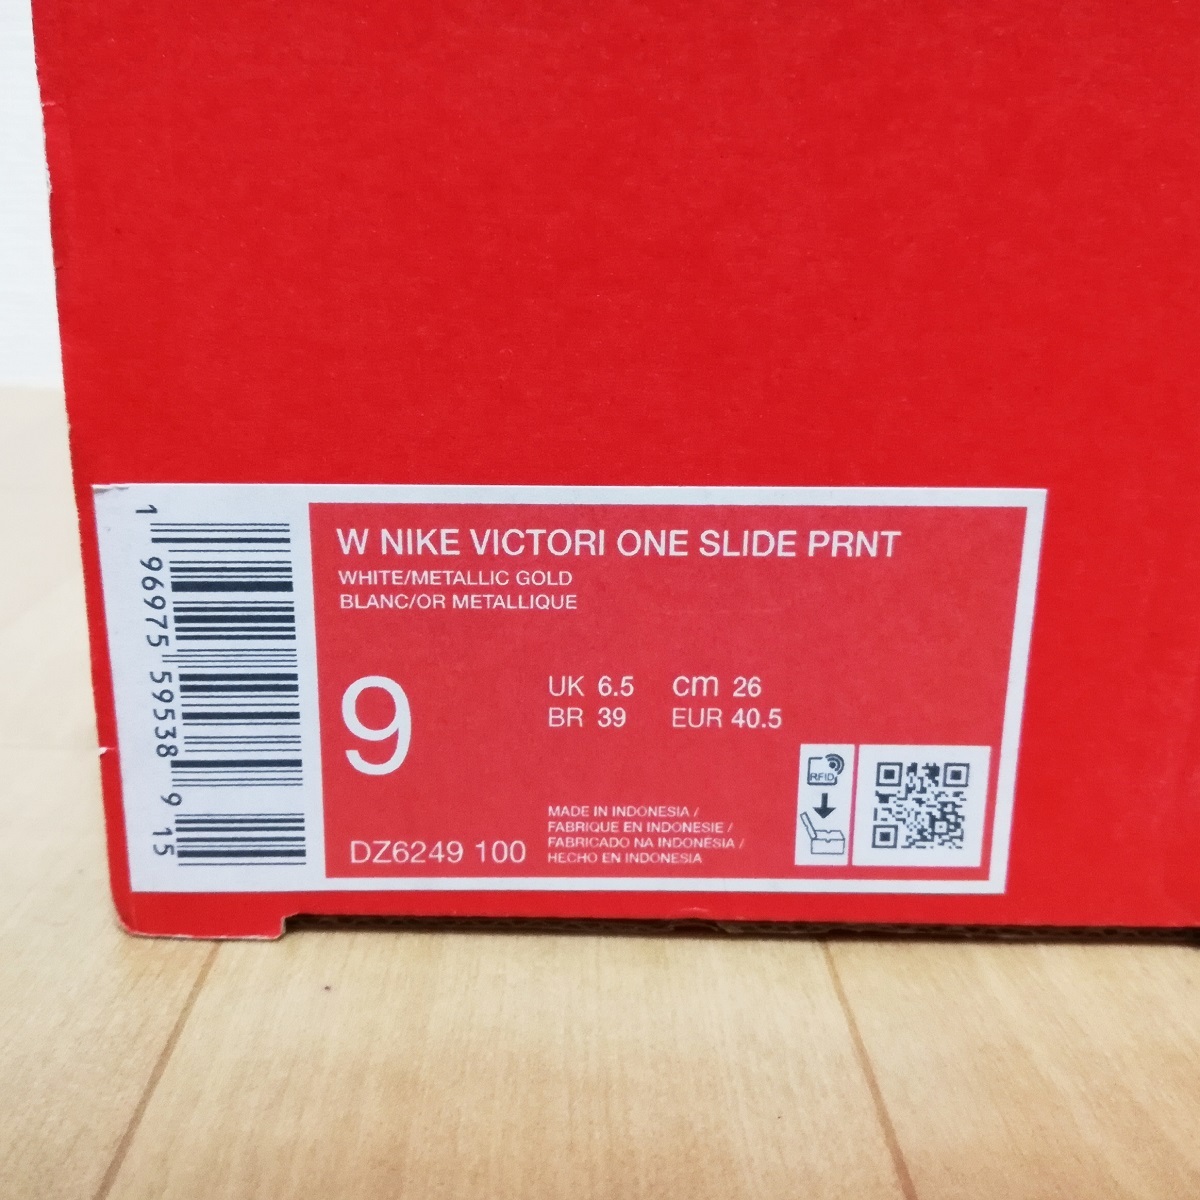 W NIKE VICTORI ONE SLIDE PRNT
WHITE/METALLIC GOLD
BLANC/OR METALLIQUE
9
UK 6.5 cm 26
BR 39 EUR 40.5
DZ6249 100
MADE IN INDONESIA /
FABRIQUE EN INDONESIE /
FABRICADO NA INDONÉSIA /
HECHO EN INDONESIA
RFID
1 96975 59538 9 15